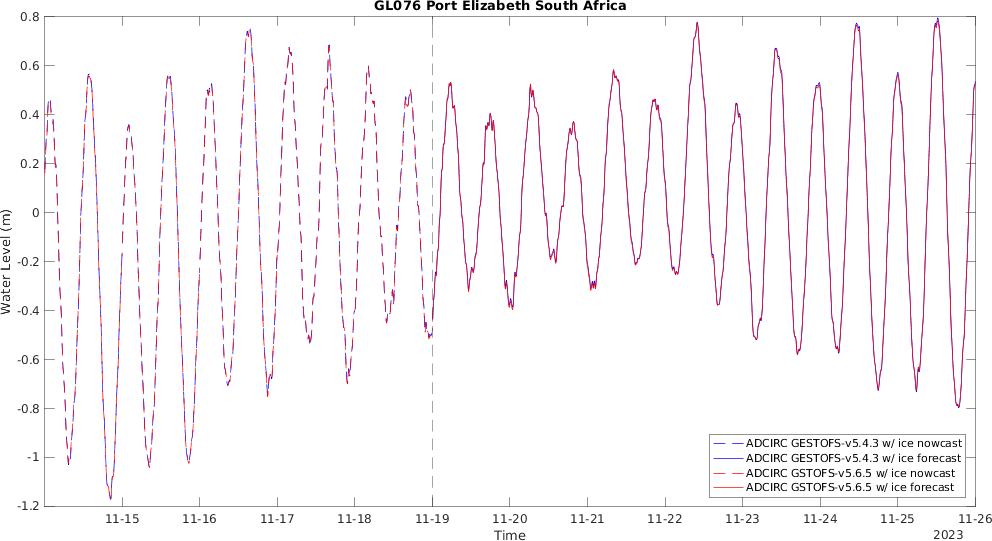 GL076 Port Elizabeth South Africa
0.8
0.6
0.4
0.2
0
-0.2
-0.4
-0.6
-0.8
-1
-1.2
Water Level (m)
ADCIRC GESTOFS-v5.4.3 w/ ice nowcast
ADCIRC GESTOFS-v5.4.3 w/ ice forecast
ADCIRC GSTOFS-v5.6.5 w/ ice nowcast
ADCIRC GSTOFS-v5.6.5 w/ ice forecast
11-15 11-16 11-17 11-18 11-19 11-20 11-21 11-22 11-23 11-24 11-25 11-26
Time
2023